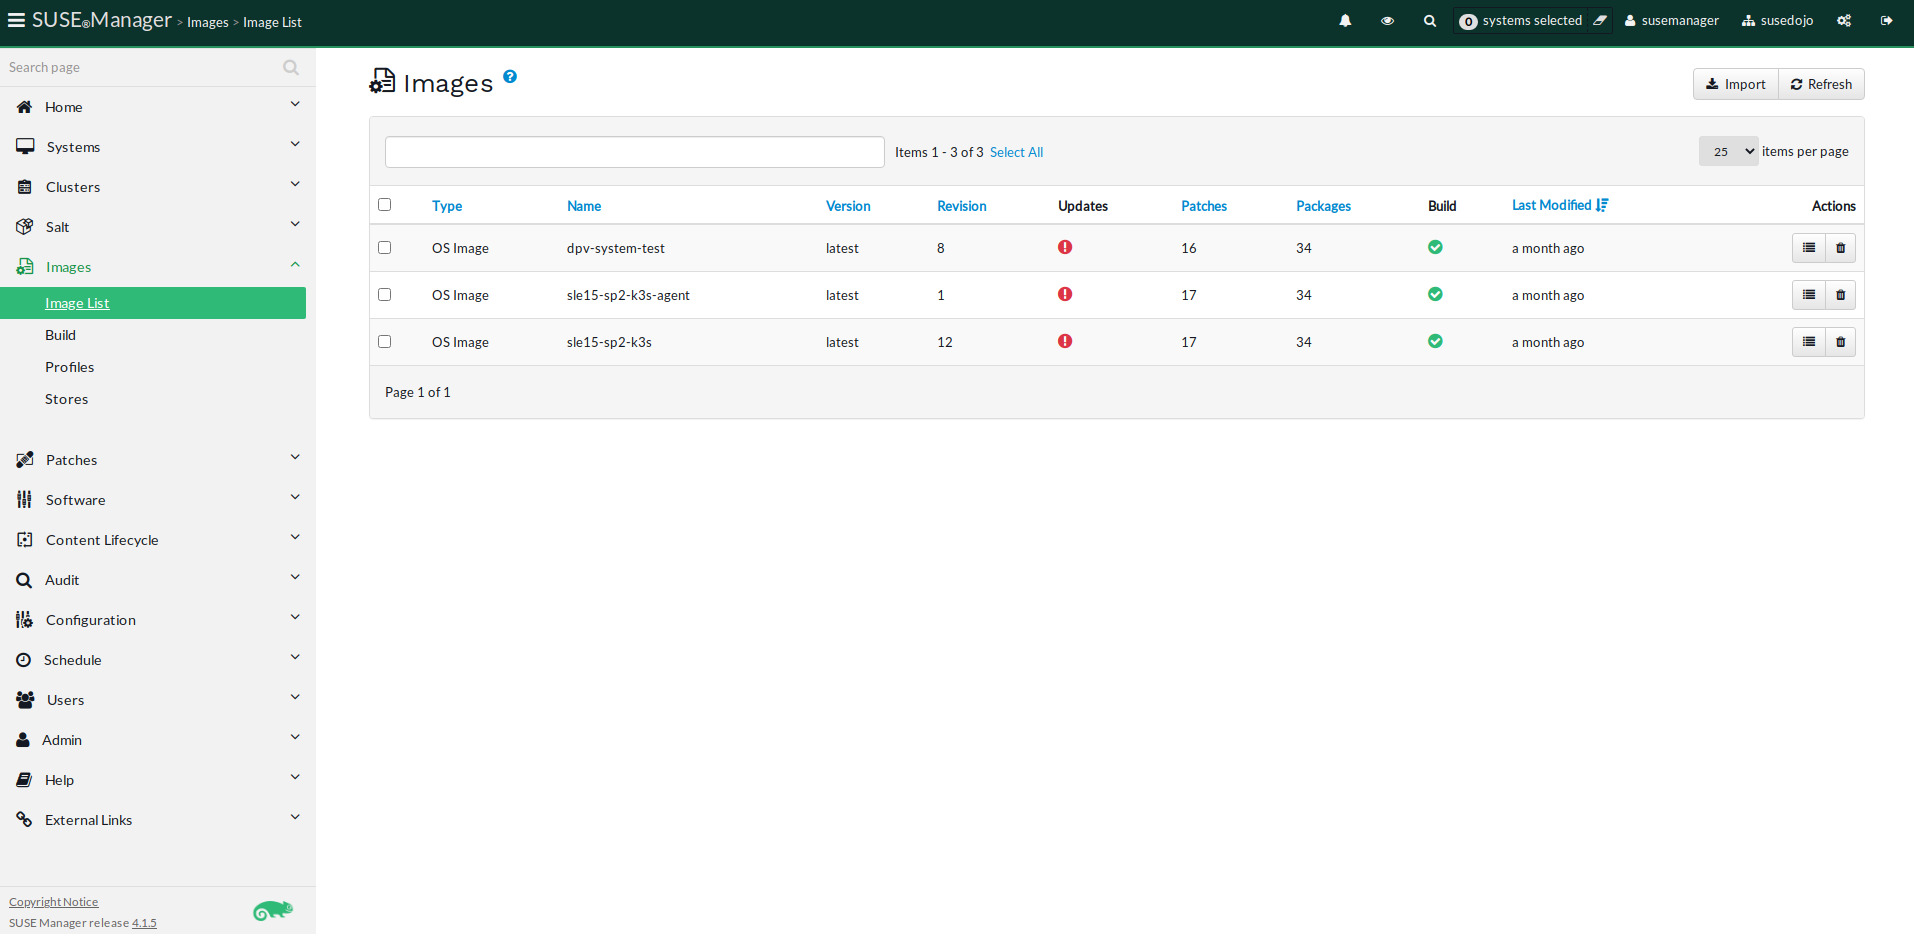 SUSE®Manager > Images > Image List
0 systems selected susemanager susedojo
Search page
Home
Systems
Clusters
Salt
Images
Image List
Build
Profiles
Stores
Patches
Software
Content Lifecycle
Audit
Configuration
Schedule
Users
Admin
Help
External Links
Copyright Notice
SUSE Manager release 4.1.5
Images
Import Refresh
Items 1 - 3 of 3 Select All 25 items per page
Type Name Version Revision Updates Patches Packages Build Last Modified Actions
OS Image dpv-system-test latest 8 16 34 a month ago
OS Image sle15-sp2-k3s-agent latest 1 17 34 a month ago
OS Image sle15-sp2-k3s latest 12 17 34 a month ago
Page 1 of 1